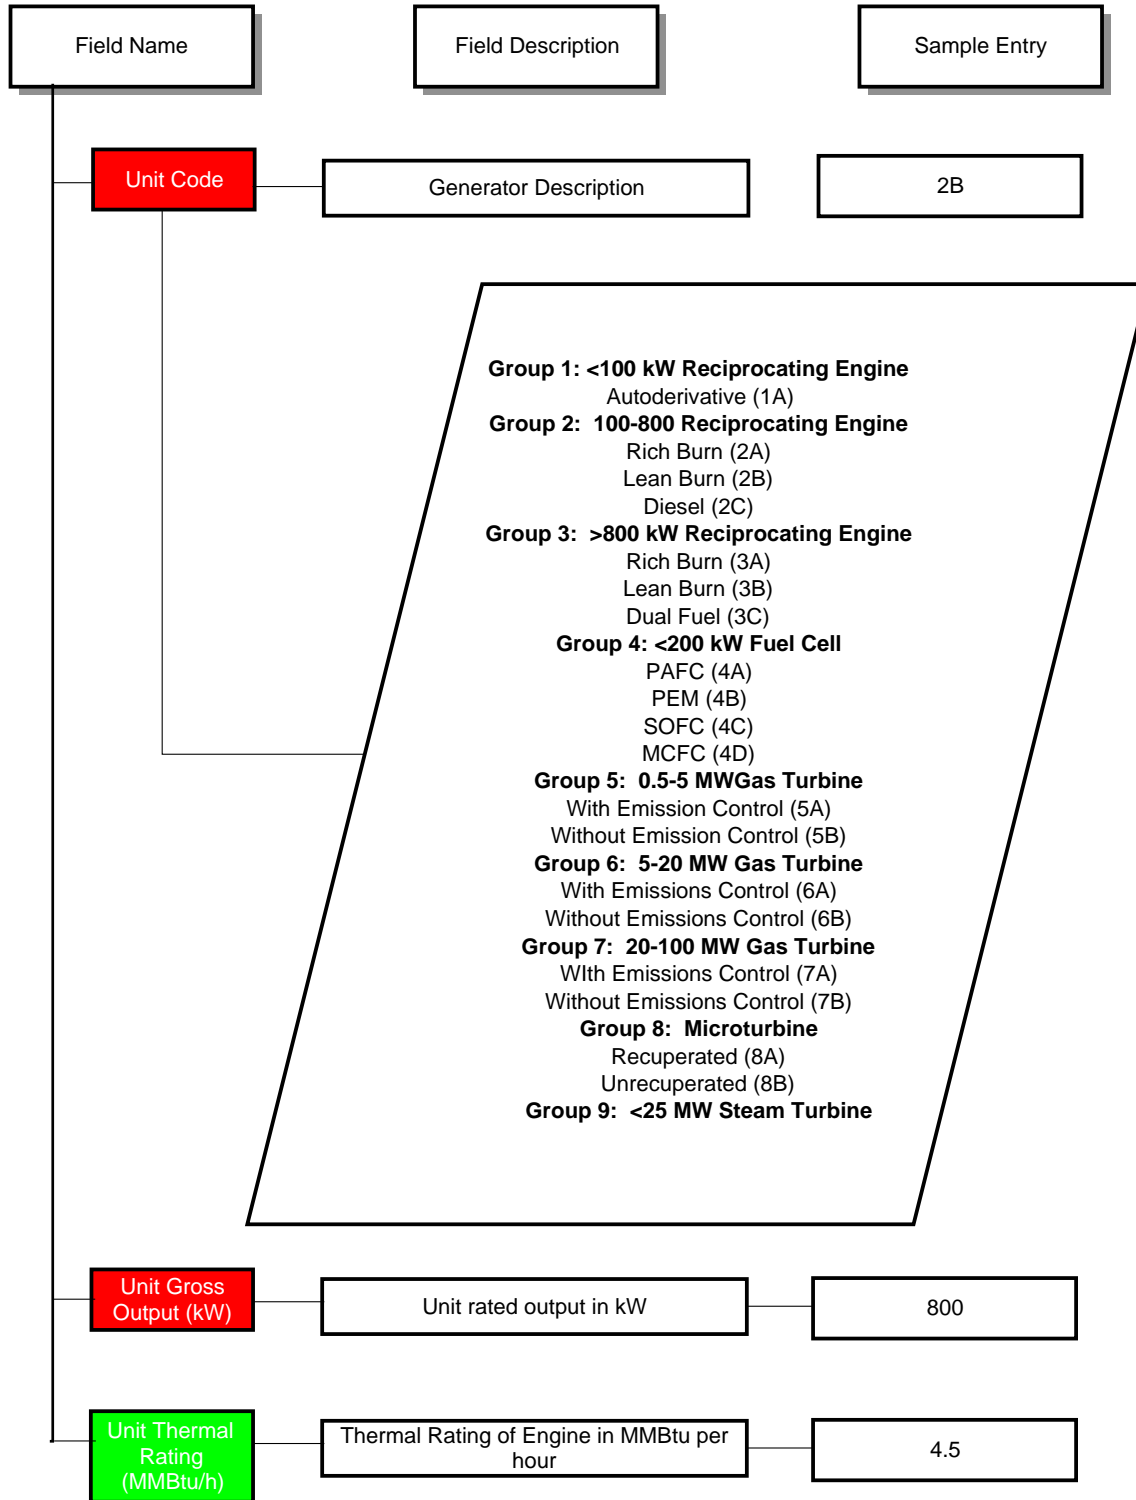 Field Name
Field Description
Sample Entry
Unit Code
Generator Description
2B
Group 1: <100 kW Reciprocating Engine
Autoderivative (1A)
Group 2:  100-800 Reciprocating Engine
Rich Burn (2A)
Lean Burn (2B)
Diesel (2C)
Group 3:  >800 kW Reciprocating Engine
Rich Burn (3A)
Lean Burn (3B)
Dual Fuel (3C)
Group 4: <200 kW Fuel Cell
PAFC (4A)
PEM (4B)
SOFC (4C)
MCFC (4D)
Group 5:  0.5-5 MWGas Turbine
With Emission Control (5A)
Without Emission Control (5B)
Group 6:  5-20 MW Gas Turbine
With Emissions Control (6A)
Without Emissions Control (6B)
Group 7:  20-100 MW Gas Turbine
WIth Emissions Control (7A)
Without Emissions Control (7B)
Group 8:  Microturbine
Recuperated (8A)
Unrecuperated (8B)
Group 9:  <25 MW Steam Turbine
Unit Gross
Output (kW)
Unit rated output in kW
800
Unit Thermal
Rating
(MMBtu/h)
Thermal Rating of Engine in MMBtu per
hour
4.5